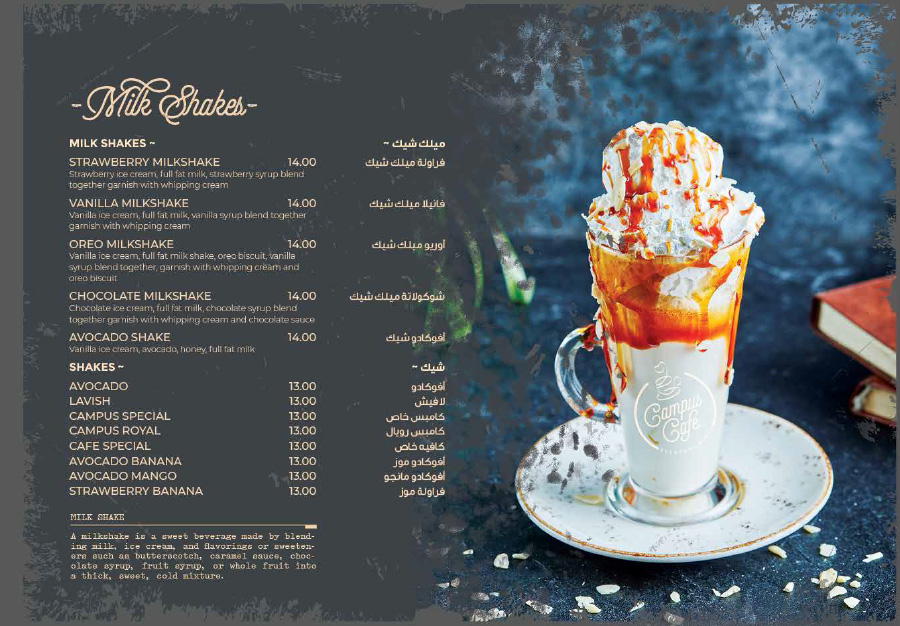 -Milk Shakes-
MILK SHAKES ~ ميلك شيك ~
STRAWBERRY MILKSHAKE 14.00 فراولة ميلك شيك
Strawberry ice cream, full fat milk, strawberry syrup blend
together garnish with whipping cream
VANILLA MILKSHAKE 14.00 فانيلا ميلك شيك
Vanilla ice cream, full fat milk, vanilla syrup blend together
garnish with whipping cream
OREO MILKSHAKE 14.00 أوريو ميلك شيك
Vanilla ice cream, full fat milk shake, oreo biscuit, vanilla
syrup blend together, garnish with whipping cream and
oreo biscuit
CHOCOLATE MILKSHAKE 14.00 شوكولاتة ميلك شيك
Chocolate ice cream, full fat milk, chocolate syrup blend
together garnish with whipping cream and chocolate sauce
AVOCADO SHAKE 14.00 أفوكادو شيك
Vanilla ice cream, avocado, honey, full fat milk
SHAKES ~ شيك ~
AVOCADO 13.00 أفوكادو
LAVISH 13.00 لافيش
CAMPUS SPECIAL 13.00 كامبس خاص
CAMPUS ROYAL 13.00 كامبس رويال
CAFE SPECIAL 13.00 كافيه خاص
AVOCADO BANANA 13.00 أفوكادو موز
AVOCADO MANGO 13.00 أفوكادو مانجو
STRAWBERRY BANANA 13.00 فراولة موز
MILK SHAKE
A milkshake is a sweet beverage made by blend-
ing milk, ice cream, and flavorings or sweeten-
ers such as butterscotch, caramel sauce, choc-
olate syrup, fruit syrup, or whole fruit into
a thick, sweet, cold mixture.
Campus
Cafe